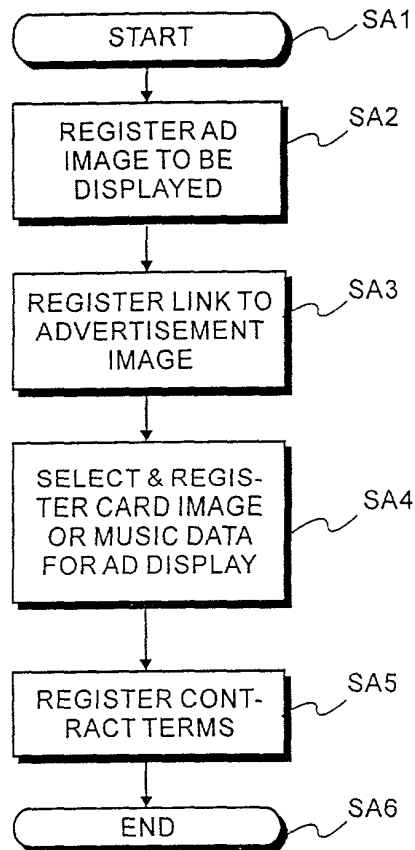 START
SA1
REGISTER AD
IMAGE TO BE
DISPLAYED
SA2
REGISTER LINK TO
ADVERTISEMENT
IMAGE
SA3
SELECT & REGIS-
TER CARD IMAGE
OR MUSIC DATA
FOR AD DISPLAY
SA4
REGISTER CONT-
RACT TERMS
SA5
END
SA6